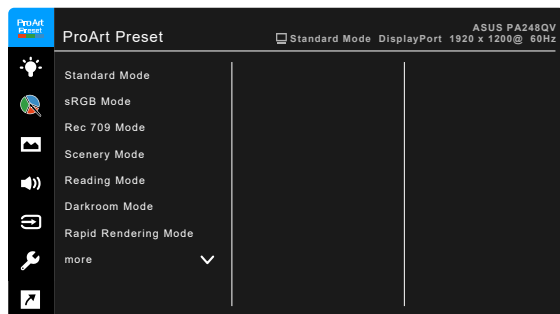 ProArt
Preset
ProArt Preset
ASUS PA248QV
Standard Mode DisplayPort 1920 x 1200@ 60Hz
Standard Mode
sRGB Mode
Rec 709 Mode
Scenery Mode
Reading Mode
Darkroom Mode
Rapid Rendering Mode
more